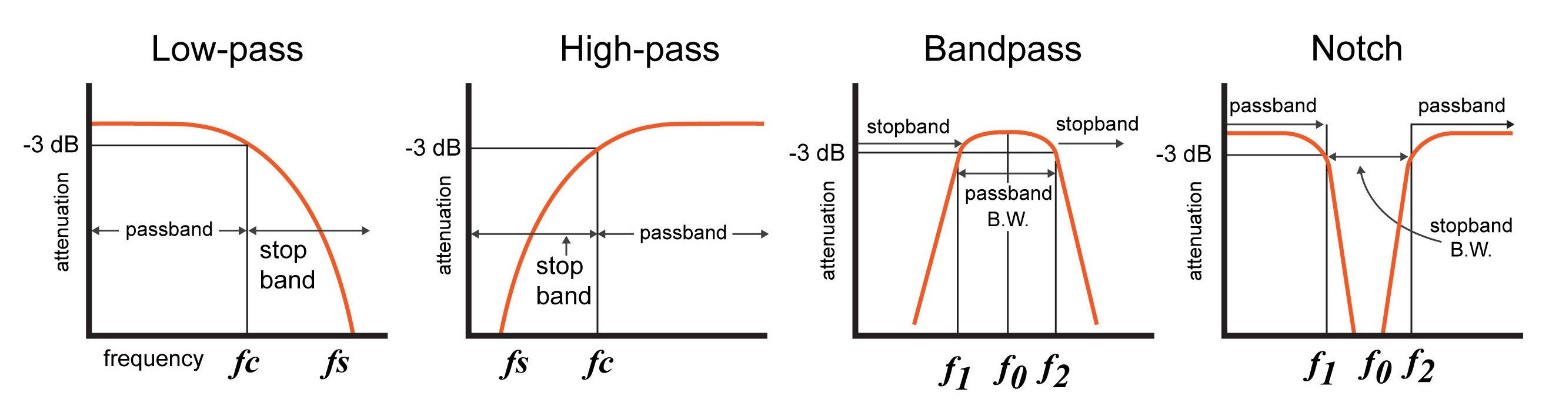 Low-pass
-3 dB
attenuation
passband
stop
band
frequency
fc
fs
High-pass
-3 dB
attenuation
passband
stop
band
fs
fc
Bandpass
stopband
stopband
-3 dB
attenuation
passband
B.W.
f1
f0
f2
Notch
passband
passband
-3 dB
attenuation
stopband
B.W.
f1
f0
f2